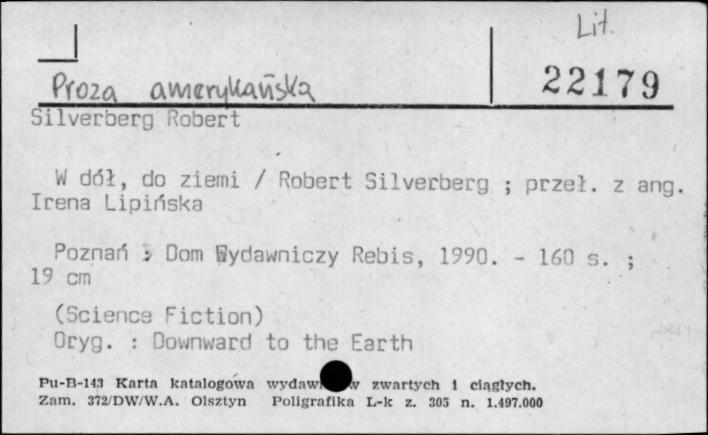 Lit.
Proza amerykańska
22179
Silverberg Robert
W dół, do ziemi / Robert Silverberg ; przeł. z ang.
Irena Lipińska
Poznań : Dom Wydawniczy Rebis, 1990. - 160 s. ;
19 cm
(Science Fiction)
Oryg. : Downward to the Earth
Pu-B-143 Karta katalogowa zwartych i ciągłych.
Zam. 372/DW/W.A. Olsztyn Poligrafika L-k z. 305 n. 1.497.000